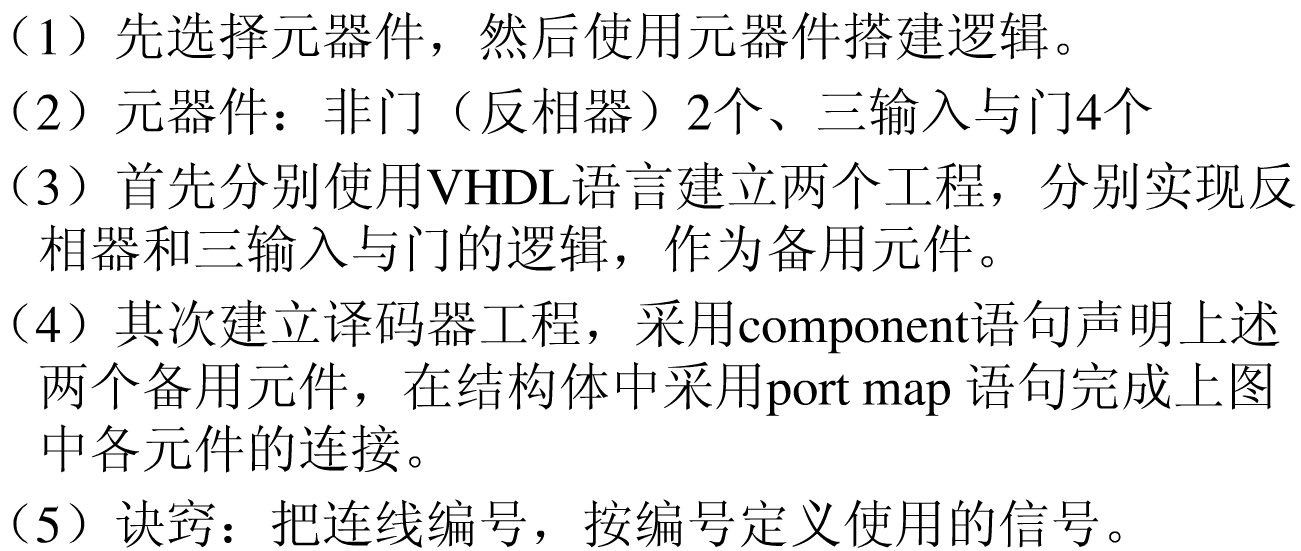 （1）先选择元器件，然后使用元器件搭建逻辑。
（2）元器件：非门（反相器）2个、三输入与门4个
（3）首先分别使用VHDL语言建立两个工程，分别实现反
相器和三输入与门的逻辑，作为备用元件。
（4）其次建立译码器工程，采用component语句声明上述
两个备用元件，在结构体中采用port map 语句完成上图
中各元件的连接。
（5）诀窍：把连线编号，按编号定义使用的信号。